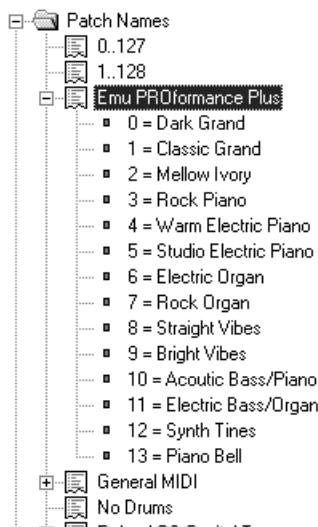 Patch Names
0..127
1..128
Emu PROformance Plus
0 = Dark Grand
1 = Classic Grand
2 = Mellow Ivory
3 = Rock Piano
4 = Warm Electric Piano
5 = Studio Electric Piano
6 = Electric Organ
7 = Rock Organ
8 = Straight Vibes
9 = Bright Vibes
10 = Acoutic Bass/Piano
11 = Electric Bass/Organ
12 = Synth Tines
13 = Piano Bell
General MIDI
No Drums